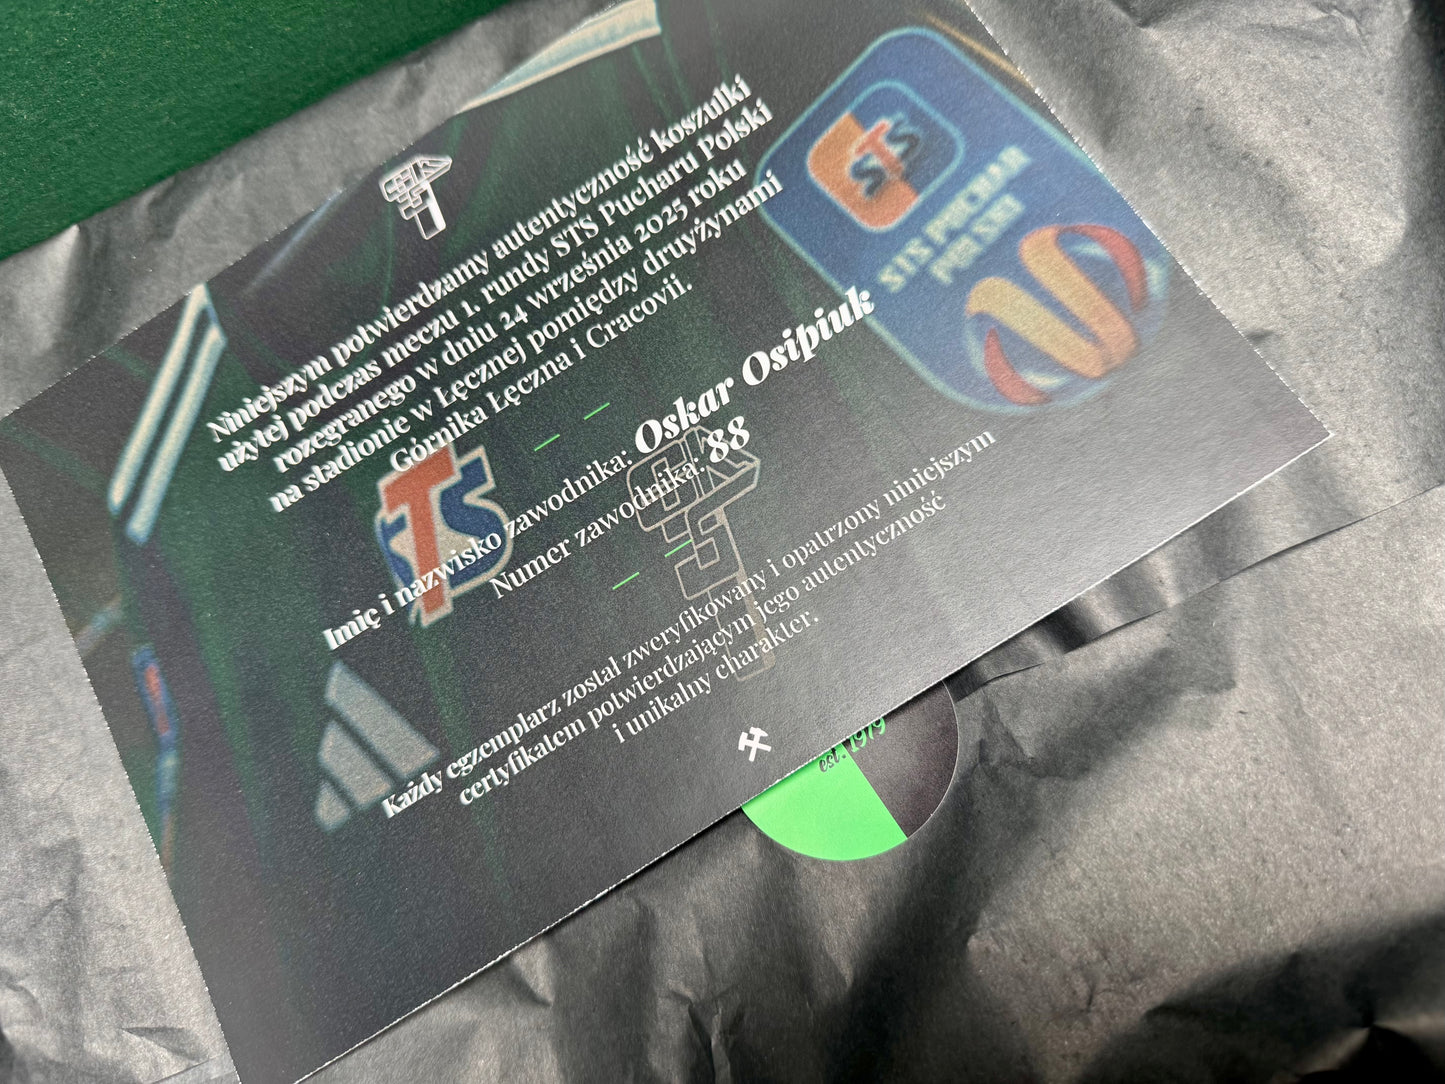 Niniejszym potwierdzamy autentyczność koszulki
użytej podczas meczu 1. rundy STS Pucharu Polski
rozegranego w dniu 24 września 2025 roku
na stadionie w Łęcznej pomiędzy drużynami
Górnika Łęczna i Cracovii.
Imię i nazwisko zawodnika: Oskar Osipiuk
Numer zawodnika: 88
Każdy egzemplarz został zweryfikowany i opatrzony niniejszym
certyfikatem potwierdzającym jego autentyczność
i unikalny charakter.
STS
STS PUCHAR
POLSKI
STS
est. 1979